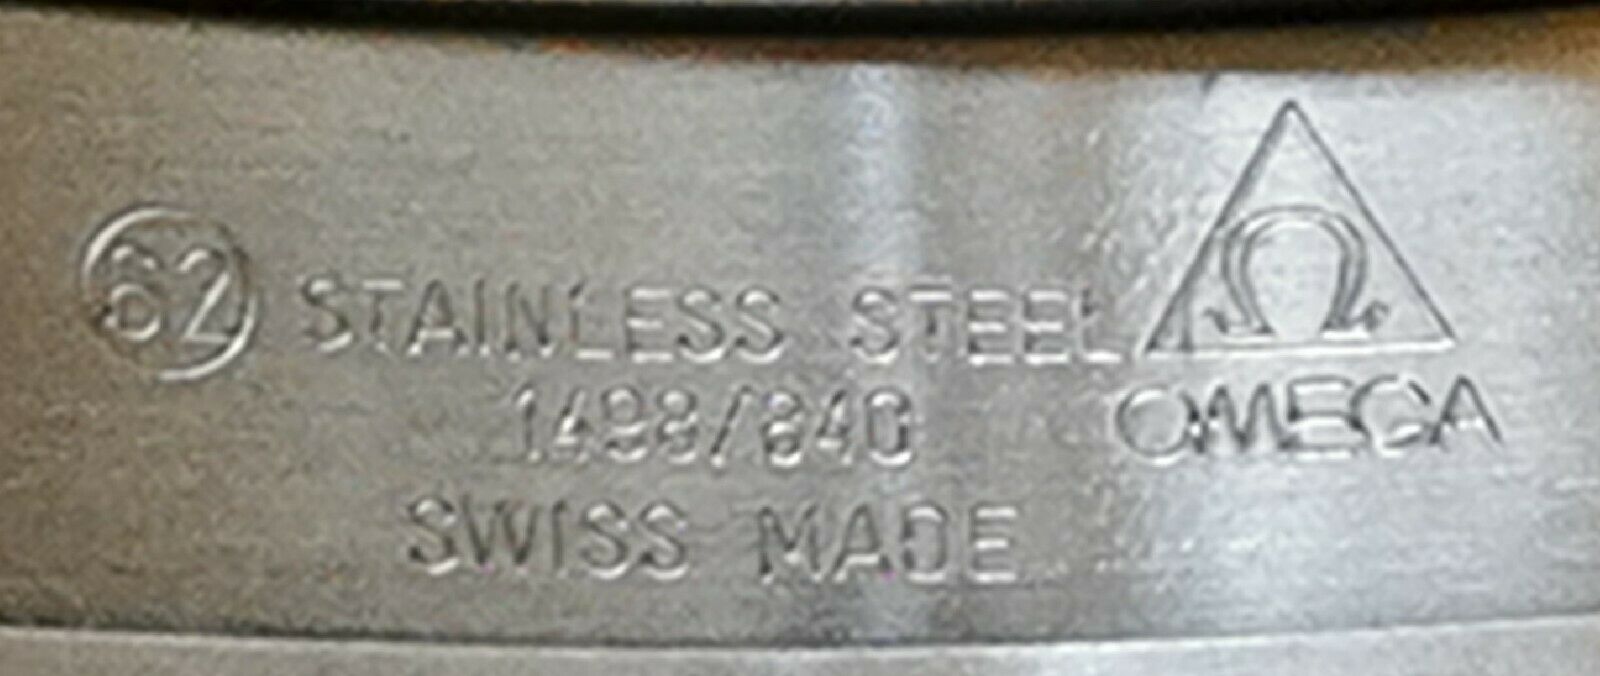 62 STAINLESS STEEL
1498/840
SWISS MADE
Ω
OMEGA